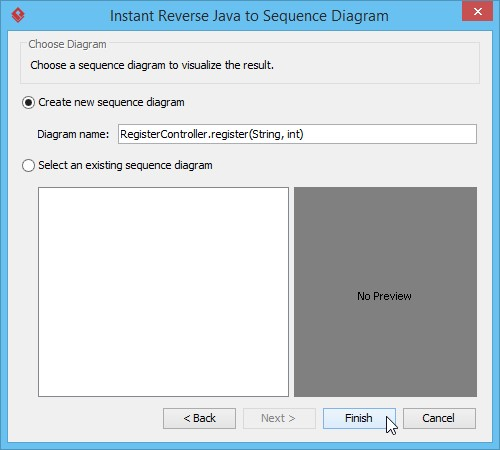 Instant Reverse Java to Sequence Diagram
Choose Diagram
Choose a sequence diagram to visualize the result.
Create new sequence diagram
Diagram name: RegisterController.register(String, int)
Select an existing sequence diagram
No Preview
< Back Next > Finish Cancel